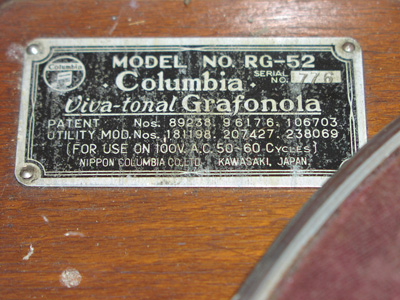 Columbia
MODEL NO. RG-52
SERIAL NO. 776
Columbia
Viva-tonal Grafonola
PATENT Nos. 89238. 96176. 106703.
UTILITY MOD. Nos. 181198. 207427. 238069
(FOR USE ON 100V. A.C. 50-60 CYCLES)
NIPPON COLUMBIA CO., LTD. KAWASAKI, JAPAN.